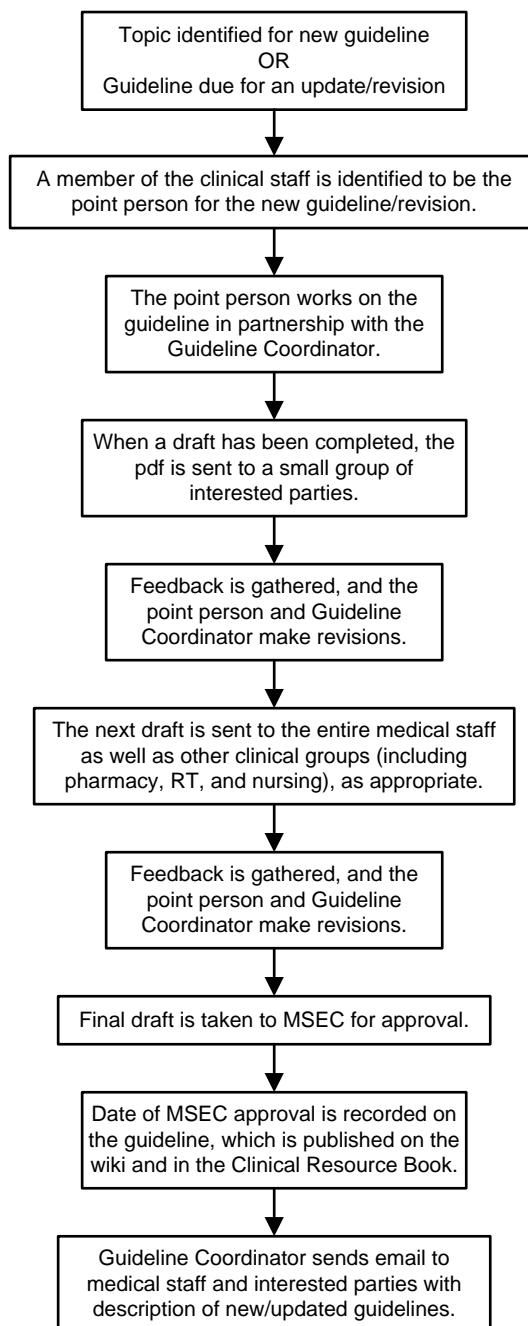 Topic identified for new guideline
OR
Guideline due for an update/revision
A member of the clinical staff is identified to be the
point person for the new guideline/revision.
The point person works on the
guideline in partnership with the
Guideline Coordinator.
When a draft has been completed, the
pdf is sent to a small group of
interested parties.
Feedback is gathered, and the
point person and Guideline
Coordinator make revisions.
The next draft is sent to the entire medical staff
as well as other clinical groups (including
pharmacy, RT, and nursing), as appropriate.
Feedback is gathered, and the
point person and Guideline
Coordinator make revisions.
Final draft is taken to MSEC for approval.
Date of MSEC approval is recorded on
the guideline, which is published on the
wiki and in the Clinical Resource Book.
Guideline Coordinator sends email to
medical staff and interested parties with
description of new/updated guidelines.